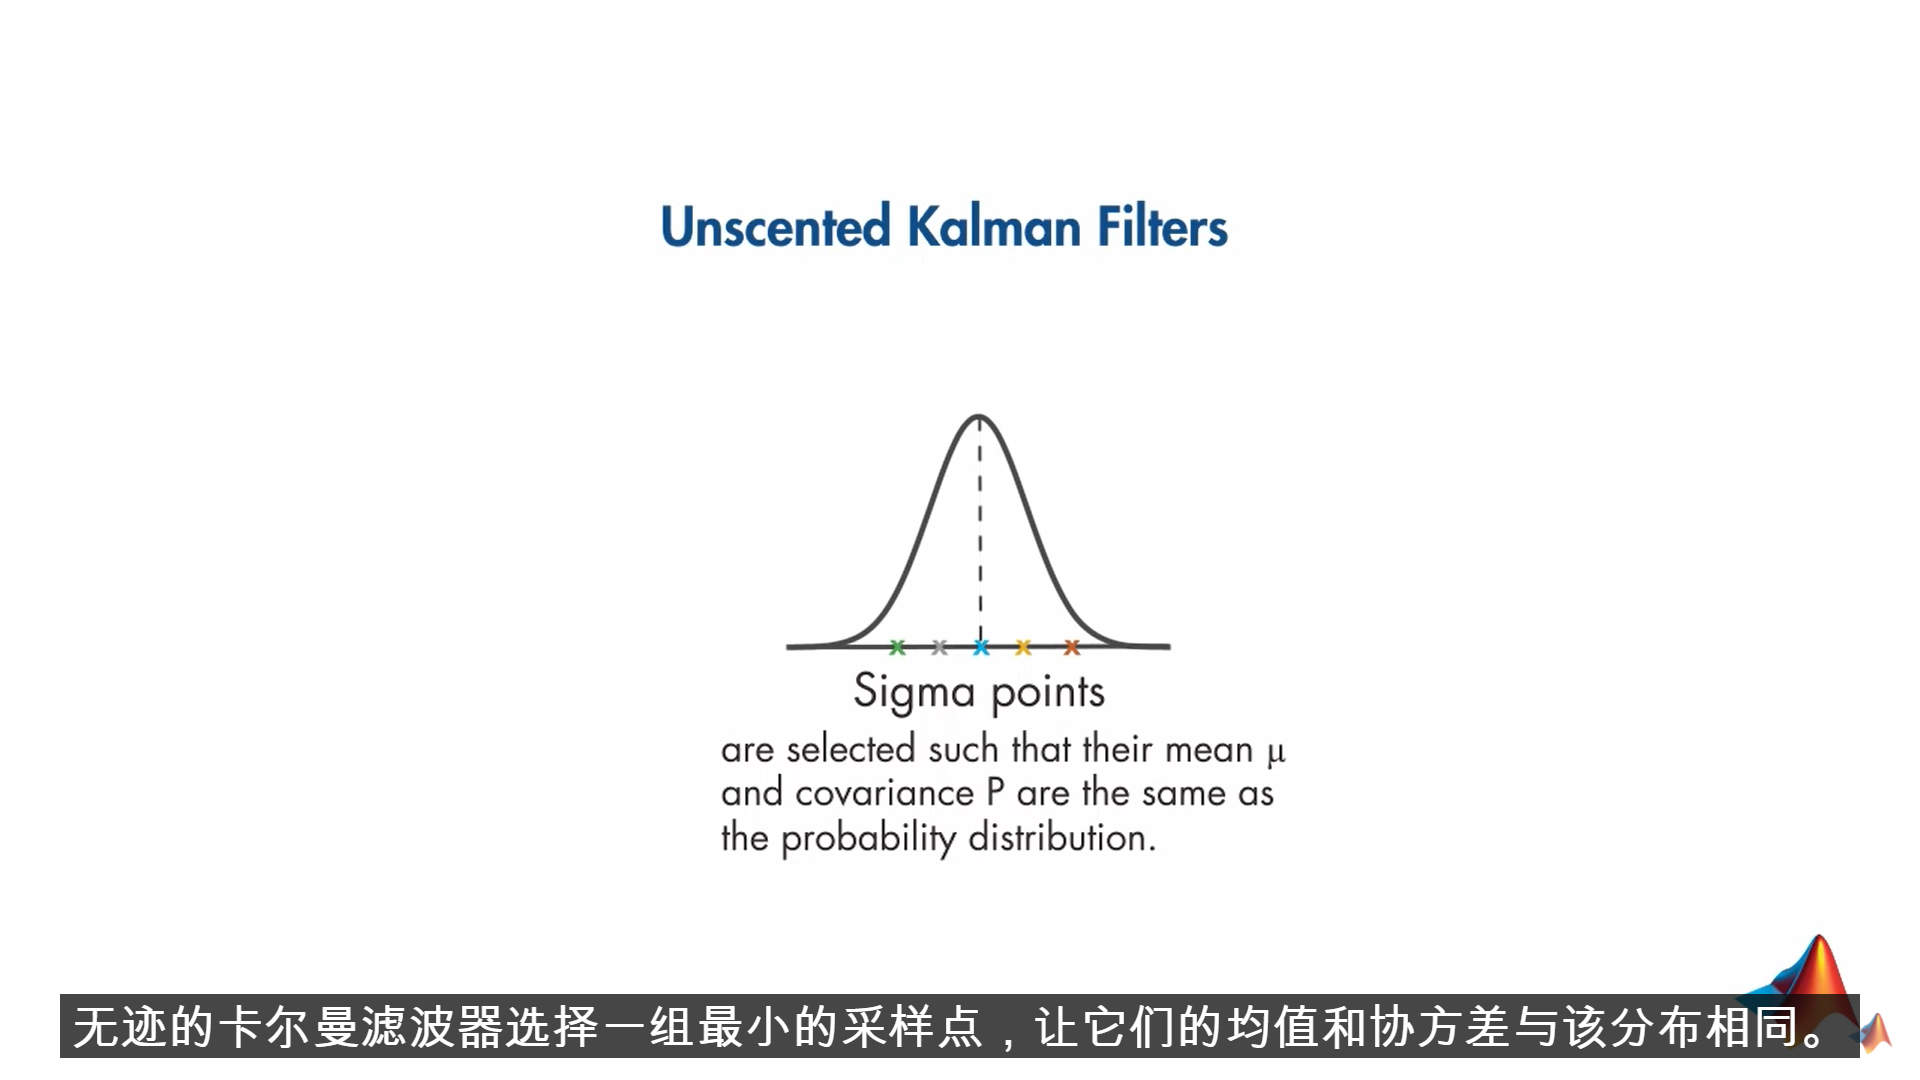 Unscented Kalman Filters
Sigma points
are selected such that their mean μ
and covariance P are the same as
the probability distribution.
无迹的卡尔曼滤波器选择一组最小的采样点，让它们的均值和协方差与该分布相同。